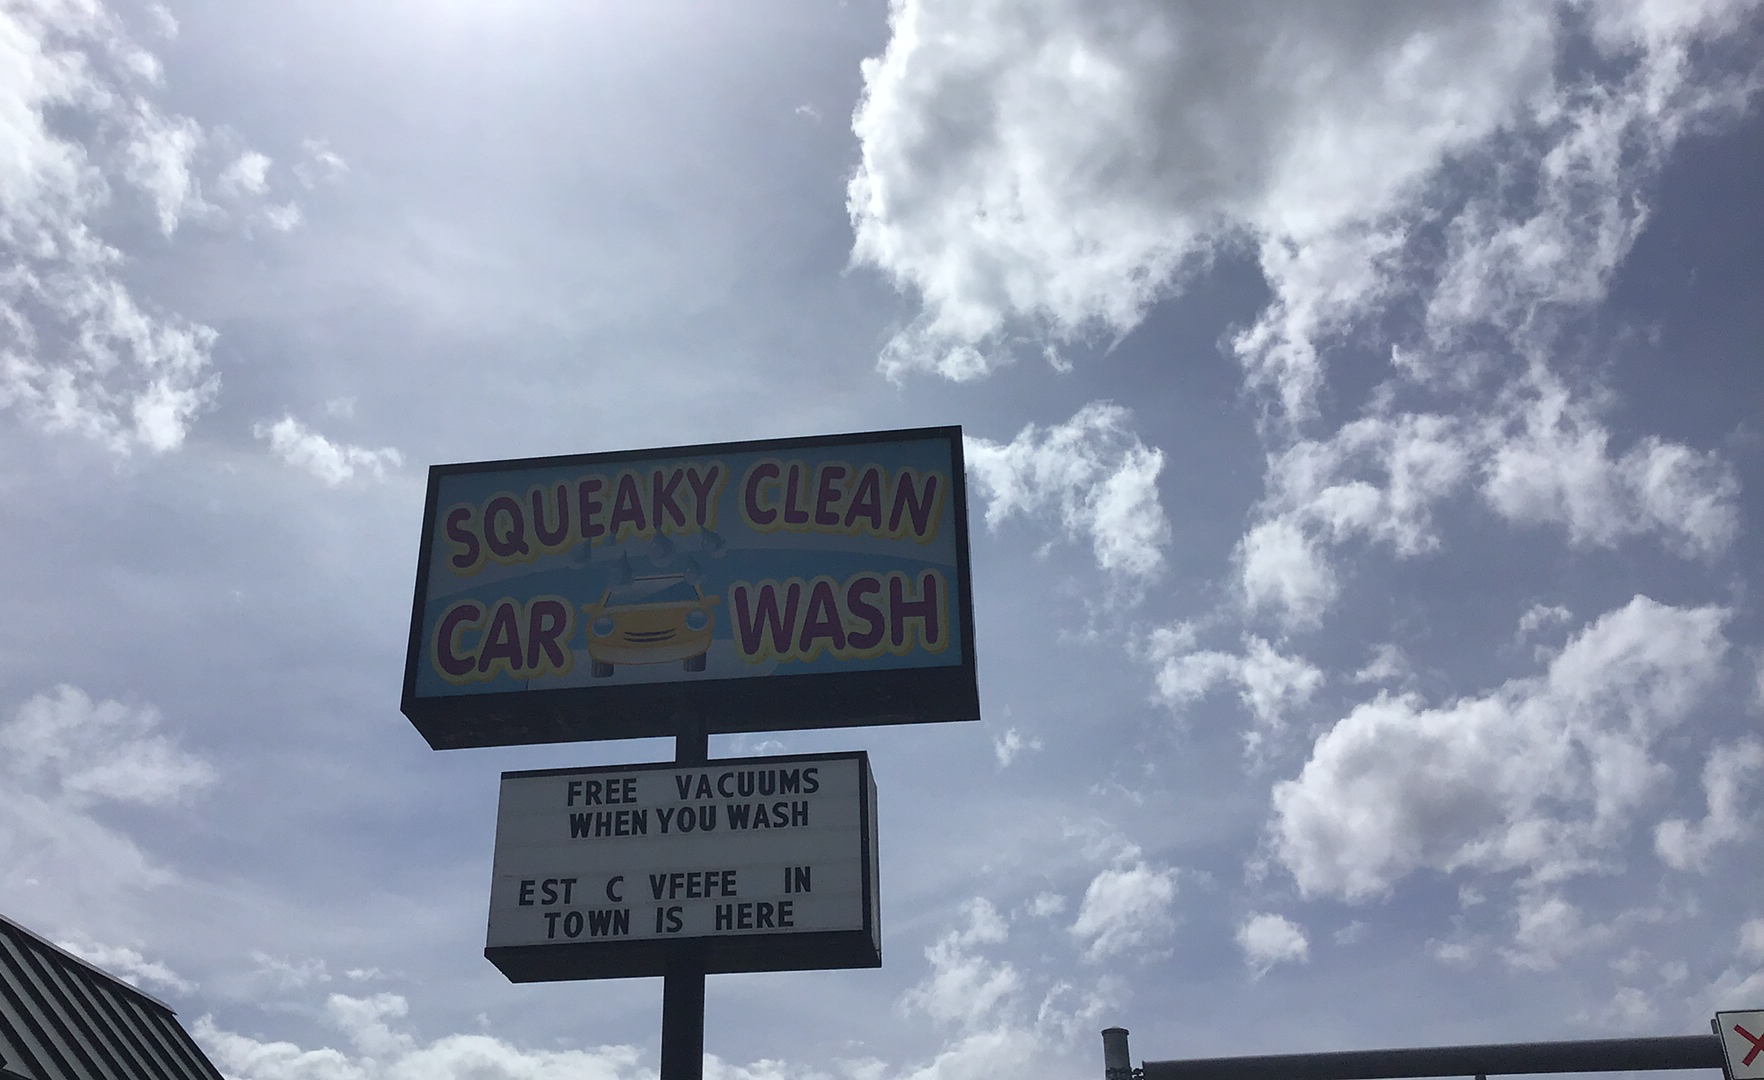 SQUEAKY CLEAN
CAR WASH
FREE VACUUMS
WHEN YOU WASH
EST C VFEFE IN
TOWN IS HERE